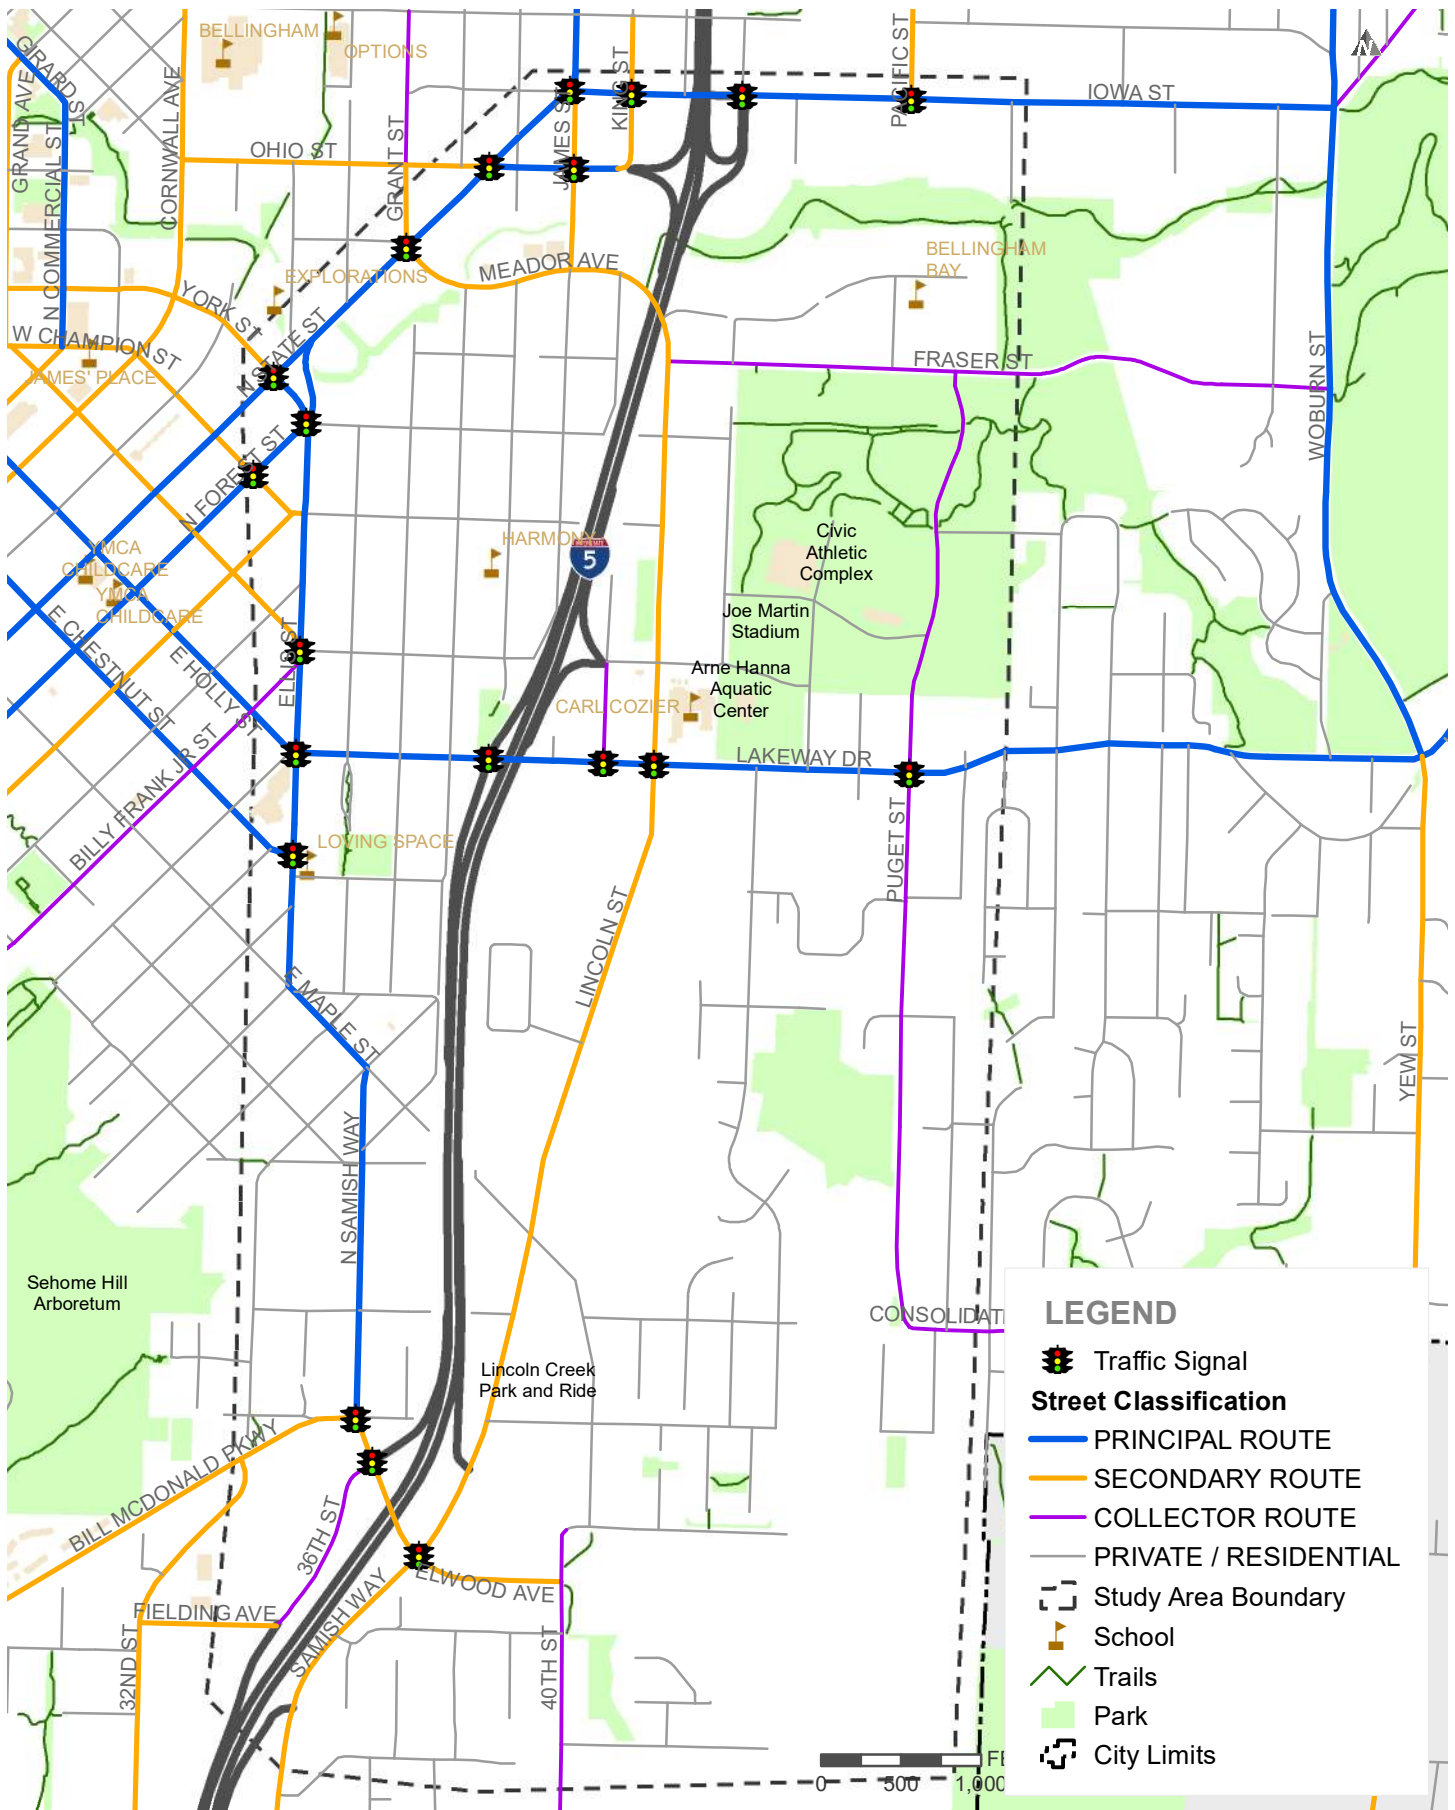 BELLINGHAM
OPTIONS
GIRARD ST
GRAND AVE
N COMMERCIAL ST
CORNWALL AVE
GRANT ST
JAMES ST
KING ST
PACIFIC ST
N
IOWA ST
OHIO ST
MEADOR AVE
BELLINGHAM
BAY
EXPLORATIONS
YORK ST
N STATE ST
W CHAMPION ST
JAMES' PLACE
FRASER ST
WOBURN ST
N FOREST ST
HARMONY
INTERSTATE
5
Civic
Athletic
Complex
YMCA
CHILDCARE
YMCA
CHILDCARE
Joe Martin
Stadium
E CHESTNUT ST
E HOLLY ST
ELLIS ST
Arne Hanna
Aquatic
Center
CARL COZIER
BILLY FRANK JR ST
LAKEWAY DR
PUGET ST
LOVING SPACE
LINCOLN ST
E MAPLE ST
YEW ST
N SAMISH WAY
Sehome Hill
Arboretum
CONSOLIDATI
Lincoln Creek
Park and Ride
BILL MCDONALD PKWY
36TH ST
ELWOOD AVE
FIELDING AVE
SAMISH WAY
32ND ST
40TH ST
LEGEND
Traffic Signal
Street Classification
PRINCIPAL ROUTE
SECONDARY ROUTE
COLLECTOR ROUTE
PRIVATE / RESIDENTIAL
Study Area Boundary
School
Trails
Park
City Limits
FE
0 500 1,000